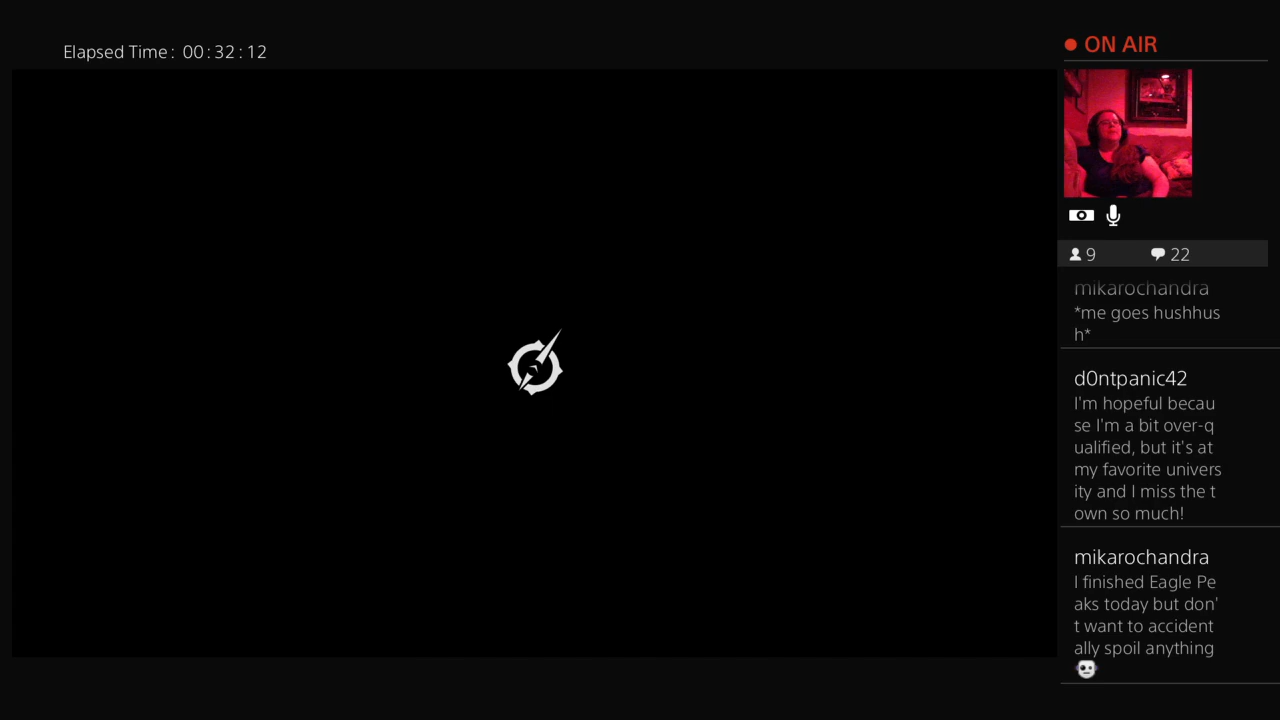 Elapsed Time: 00:32:12
ON AIR
9
22
mikarochandra
*me goes hushhus
h*
d0ntpanic42
I'm hopeful becau
se I'm a bit over-q
ualified, but it's at
my favorite univers
ity and I miss the t
own so much!
mikarochandra
I finished Eagle Pe
aks today but don'
t want to accident
ally spoil anything